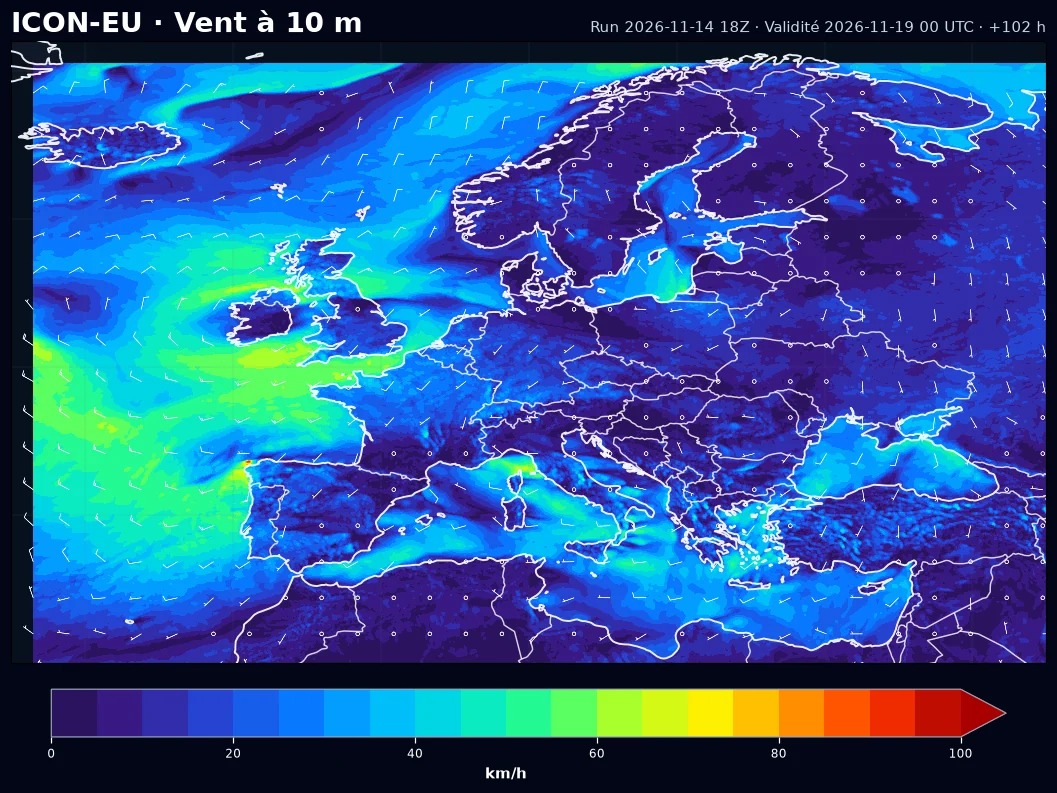 ICON-EU · Vent à 10 m
Run 2026-11-14 18Z · Validité 2026-11-19 00 UTC · +102 h
0 20 40 60 80 100
km/h